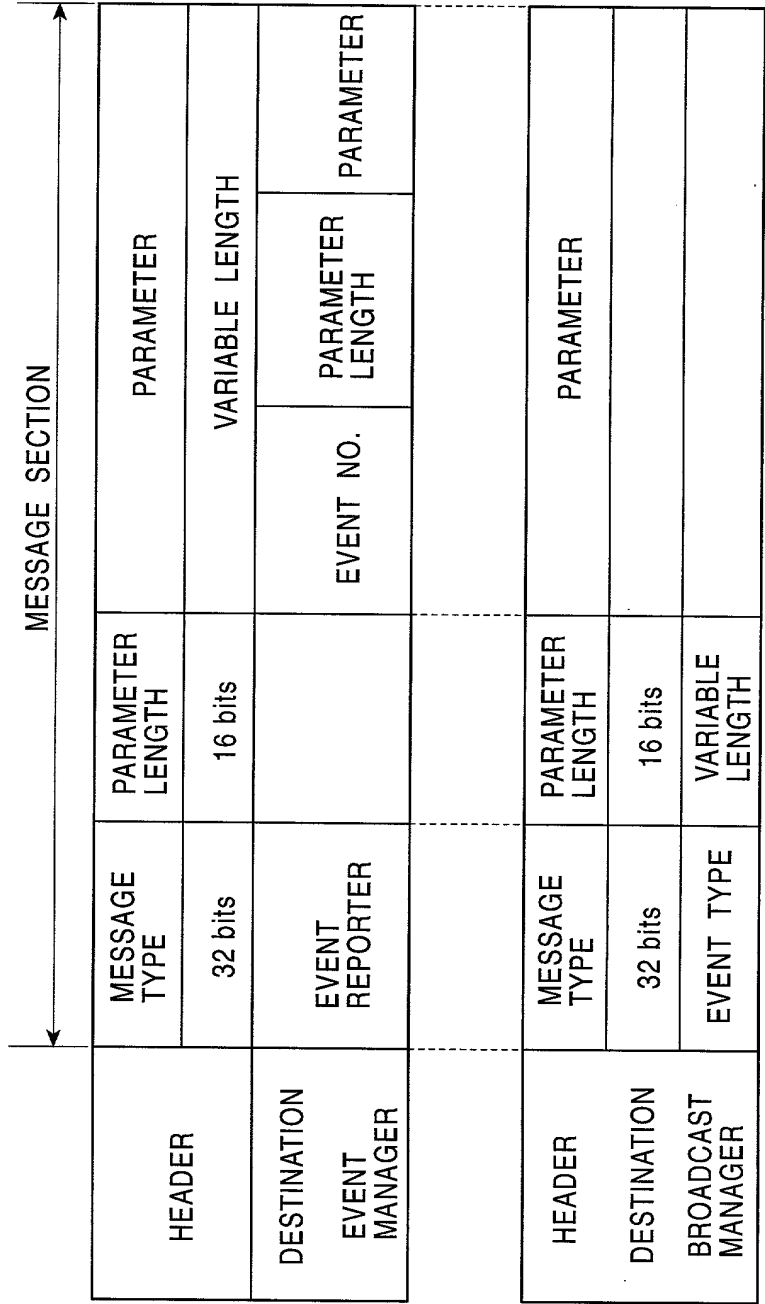 MESSAGE SECTION
HEADER
MESSAGE
TYPE
PARAMETER
LENGTH
PARAMETER
32 bits
16 bits
VARIABLE LENGTH
DESTINATION
EVENT
MANAGER
EVENT
REPORTER
EVENT NO.
PARAMETER
LENGTH
PARAMETER
HEADER
MESSAGE
TYPE
PARAMETER
LENGTH
PARAMETER
DESTINATION
32 bits
16 bits
BROADCAST
MANAGER
EVENT TYPE
VARIABLE
LENGTH